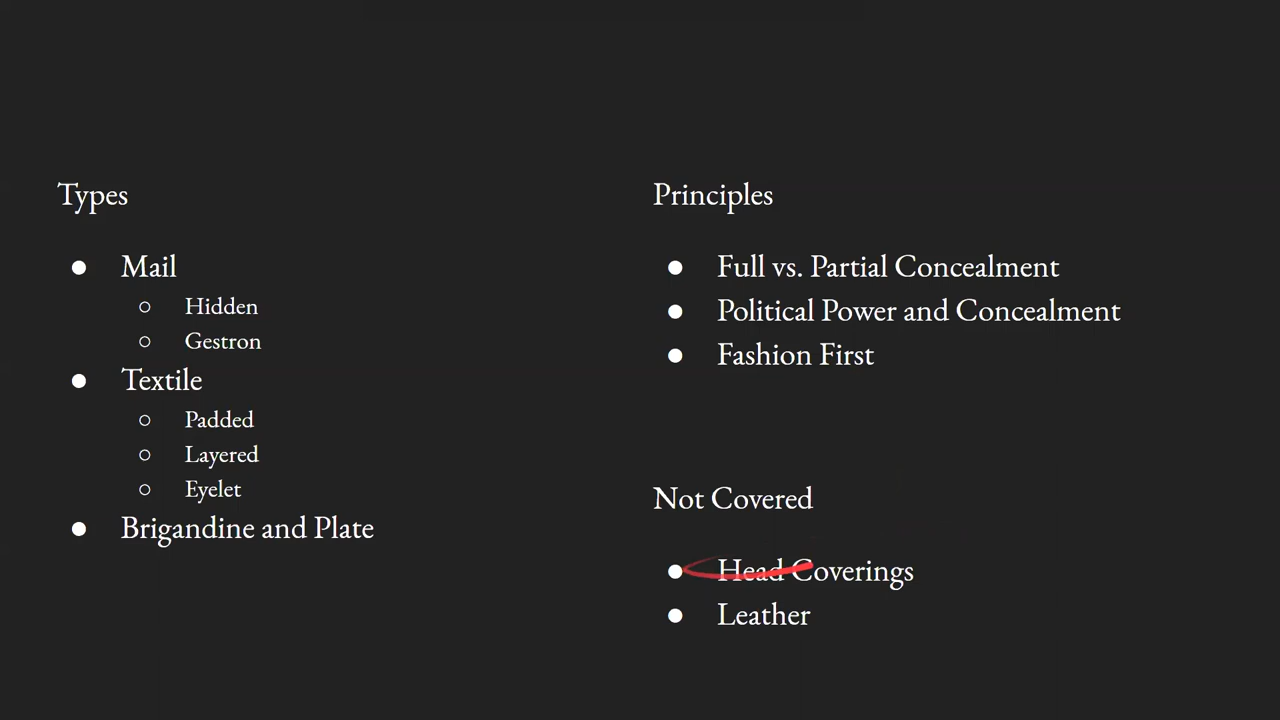 Types
● Mail
○ Hidden
○ Gestron
● Textile
○ Padded
○ Layered
○ Eyelet
● Brigandine and Plate
Principles
● Full vs. Partial Concealment
● Political Power and Concealment
● Fashion First
Not Covered
● Head Coverings
● Leather